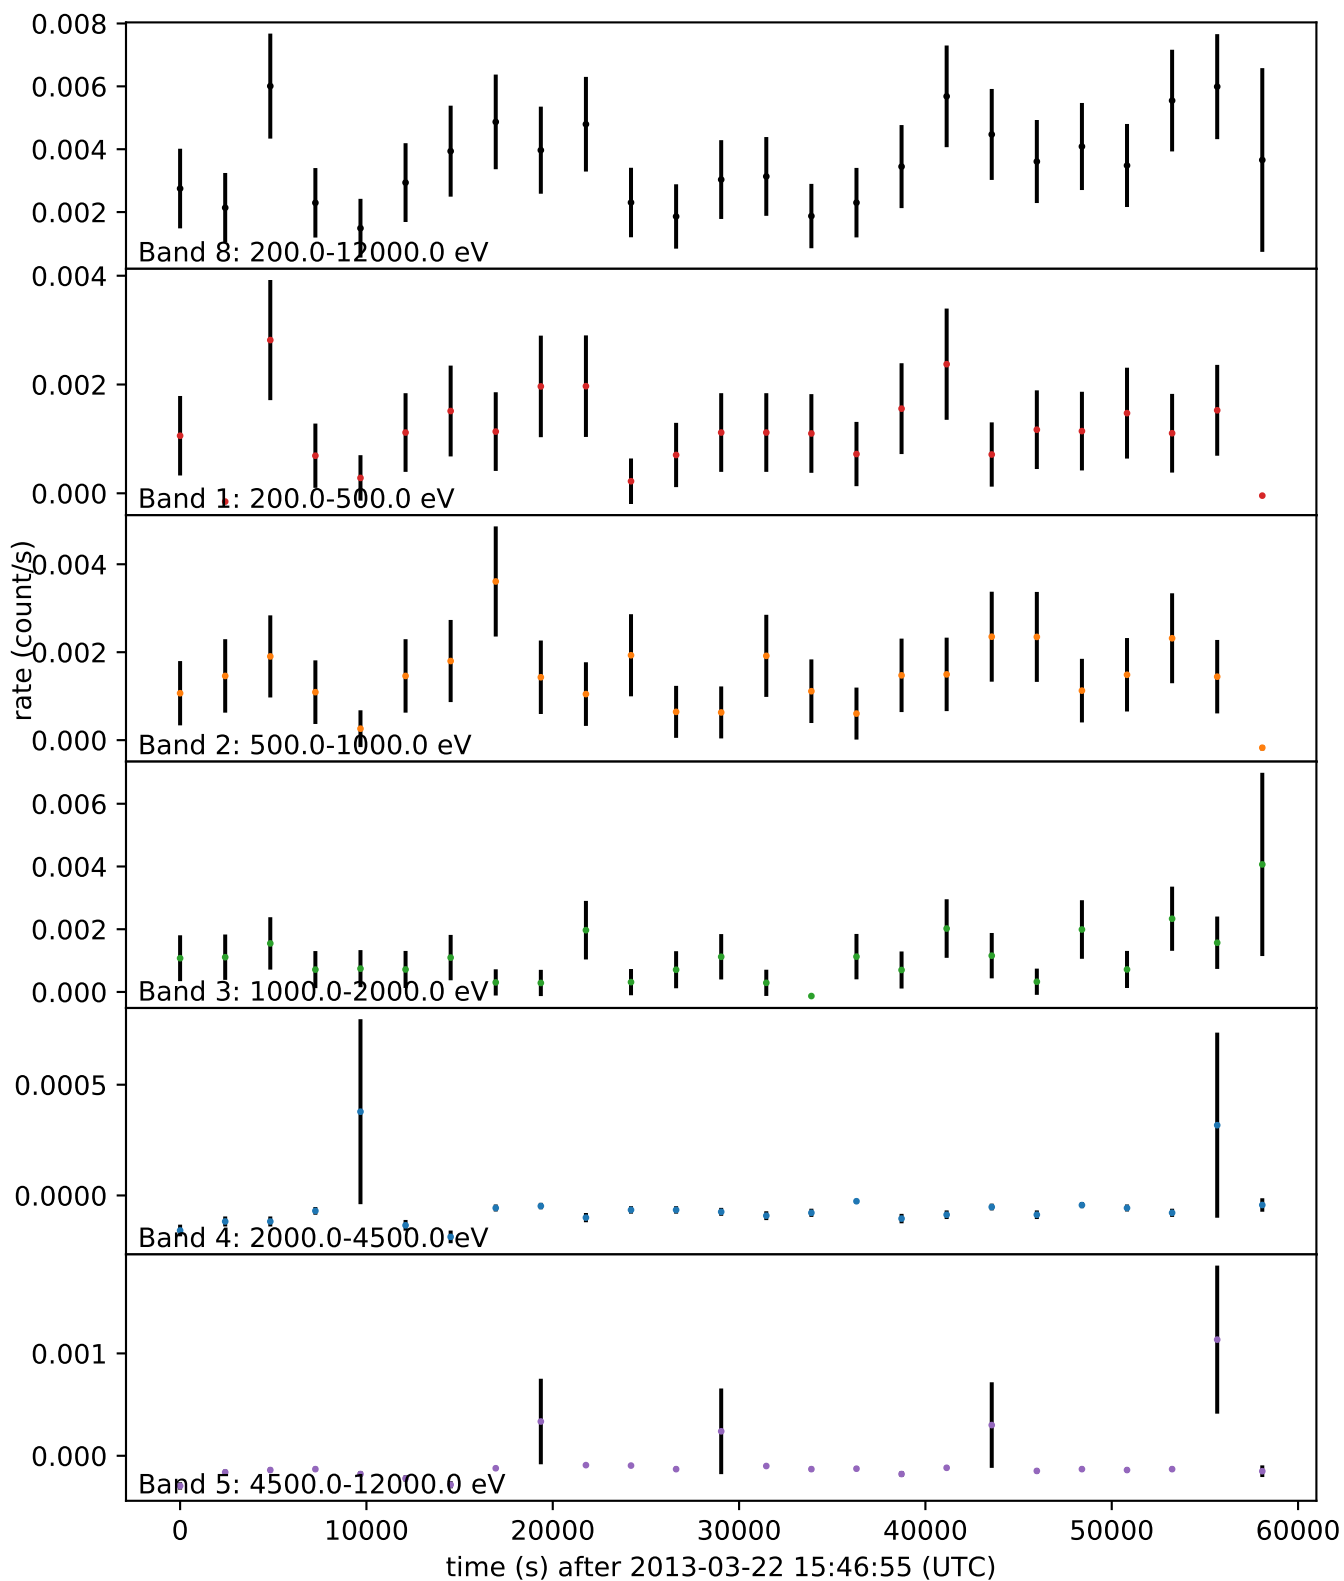 0.008
0.006
0.004
0.002
Band 8: 200.0-12000.0 eV
0.004
0.002
0.000
Band 1: 200.0-500.0 eV
rate (count/s)
0.004
0.002
0.000
Band 2: 500.0-1000.0 eV
0.006
0.004
0.002
0.000
Band 3: 1000.0-2000.0 eV
0.0005
0.0000
Band 4: 2000.0-4500.0 eV
0.001
0.000
Band 5: 4500.0-12000.0 eV
0 10000 20000 30000 40000 50000 60000
time (s) after 2013-03-22 15:46:55 (UTC)